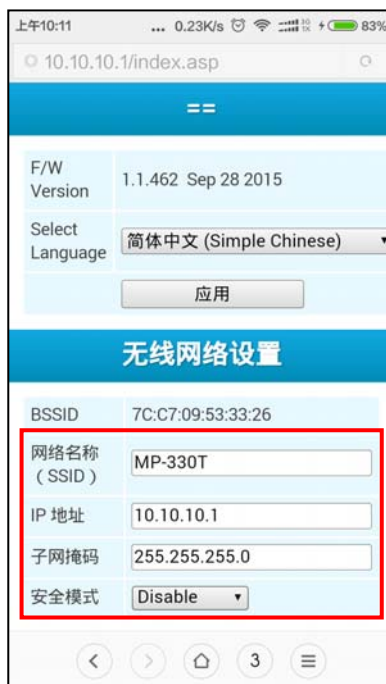 上午10:11 ... 0.23K/s 83%
10.10.10.1/index.asp
==
F/W Version 1.1.462 Sep 28 2015
Select Language 简体中文 (Simple Chinese)
应用
无线网络设置
BSSID 7C:C7:09:53:33:26
网络名称（SSID） MP-330T
IP 地址 10.10.10.1
子网掩码 255.255.255.0
安全模式 Disable
3